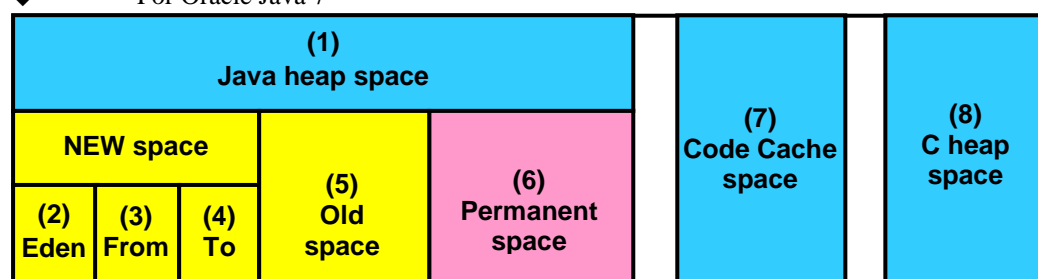 For Oracle Java 7
(1)
Java heap space
NEW space
(2)
Eden
(3)
From
(4)
To
(5)
Old
space
(6)
Permanent
space
(7)
Code Cache
space
(8)
C heap
space